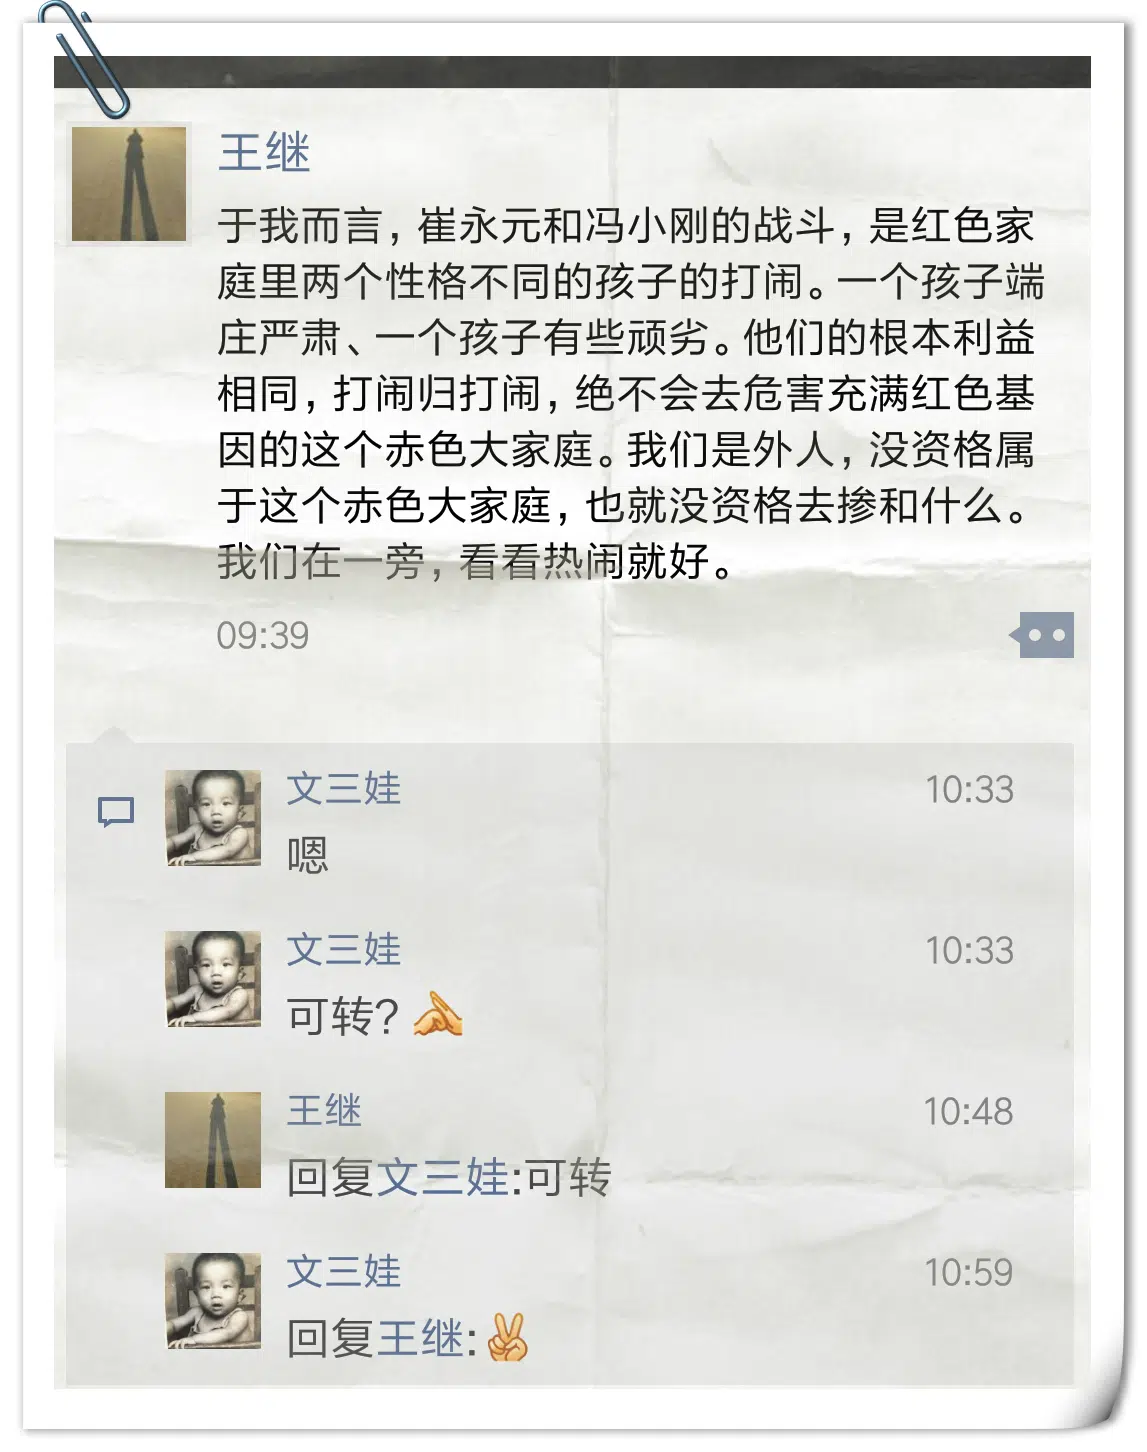 王继
于我而言，崔永元和冯小刚的战斗，是红色家
庭里两个性格不同的孩子的打闹。一个孩子端
庄严肃、一个孩子有些顽劣。他们的根本利益
相同，打闹归打闹，绝不会去危害充满红色基
因的这个赤色大家庭。我们是外人，没资格属
于这个赤色大家庭，也就没资格去掺和什么。
我们在一旁，看看热闹就好。
09:39
文三娃 10:33
嗯
文三娃 10:33
可转?
王继 10:48
回复文三娃:可转
文三娃 10:59
回复王继: